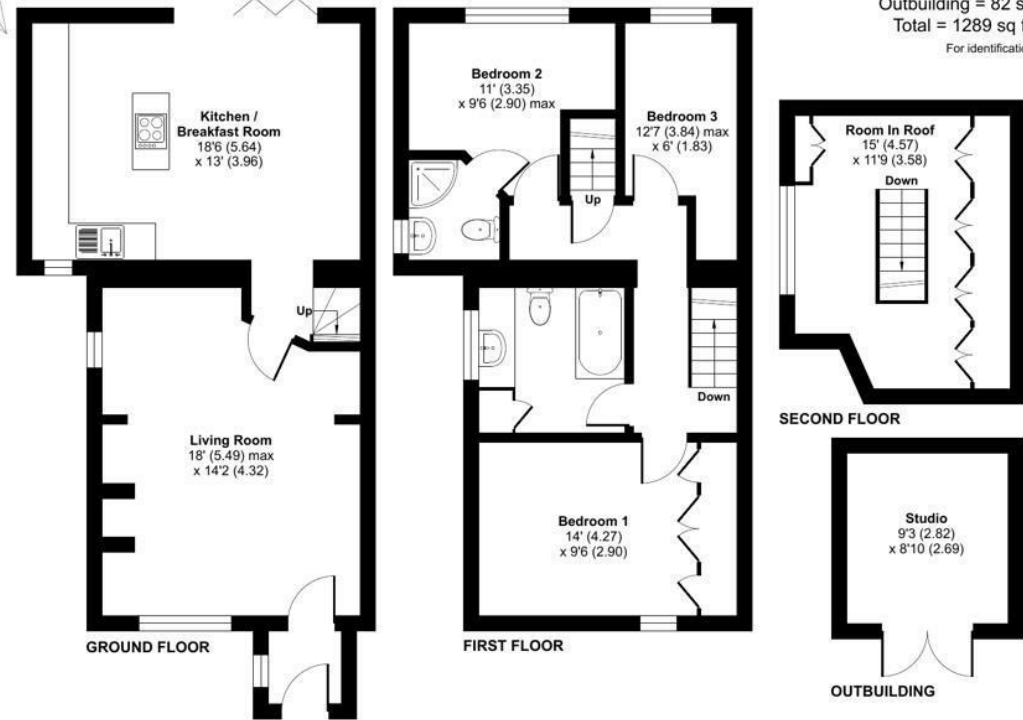 Outbuilding = 82 s
Total = 1289 sq f
For identificatio
Kitchen /
Breakfast Room
18'6 (5.64)
x 13' (3.96)
Up
Living Room
18' (5.49) max
x 14'2 (4.32)
GROUND FLOOR
Bedroom 2
11' (3.35)
x 9'6 (2.90) max
Bedroom 3
12'7 (3.84) max
x 6' (1.83)
Up
Down
Bedroom 1
14' (4.27)
x 9'6 (2.90)
FIRST FLOOR
Room In Roof
15' (4.57)
x 11'9 (3.58)
Down
SECOND FLOOR
Studio
9'3 (2.82)
x 8'10 (2.69)
OUTBUILDING